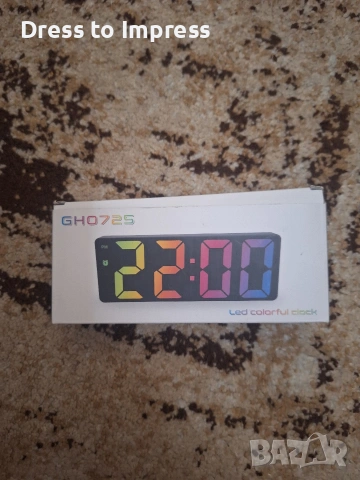 Dress to Impress
GH0725
22:00
Led colorful clock
BAZAR